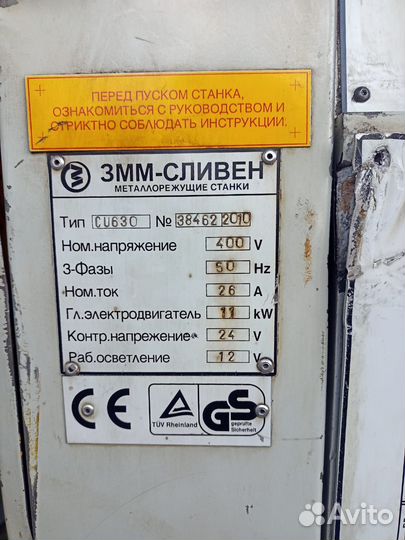 ПЕРЕД ПУСКОМ СТАНКА,
ОЗНАКОМИТЬСЯ С РУКОВОДСТВОМ И
СТРИКТНО СОБЛЮДАТЬ ИНСТРУКЦИИ.
ЗММ-СЛИВЕН
МЕТАЛЛОРЕЖУЩИЕ СТАНКИ
Тип CU630 № 38462 2010
Ном.напряжение 400 V
3-Фазы 50 Hz
Ном.ток 26 A
Гл.электродвигатель 11 kW
Контр.напрежение 24 V
Раб.осветление 12 V
CE TÜV Rheinland GS geprüfte Sicherheit
Avito